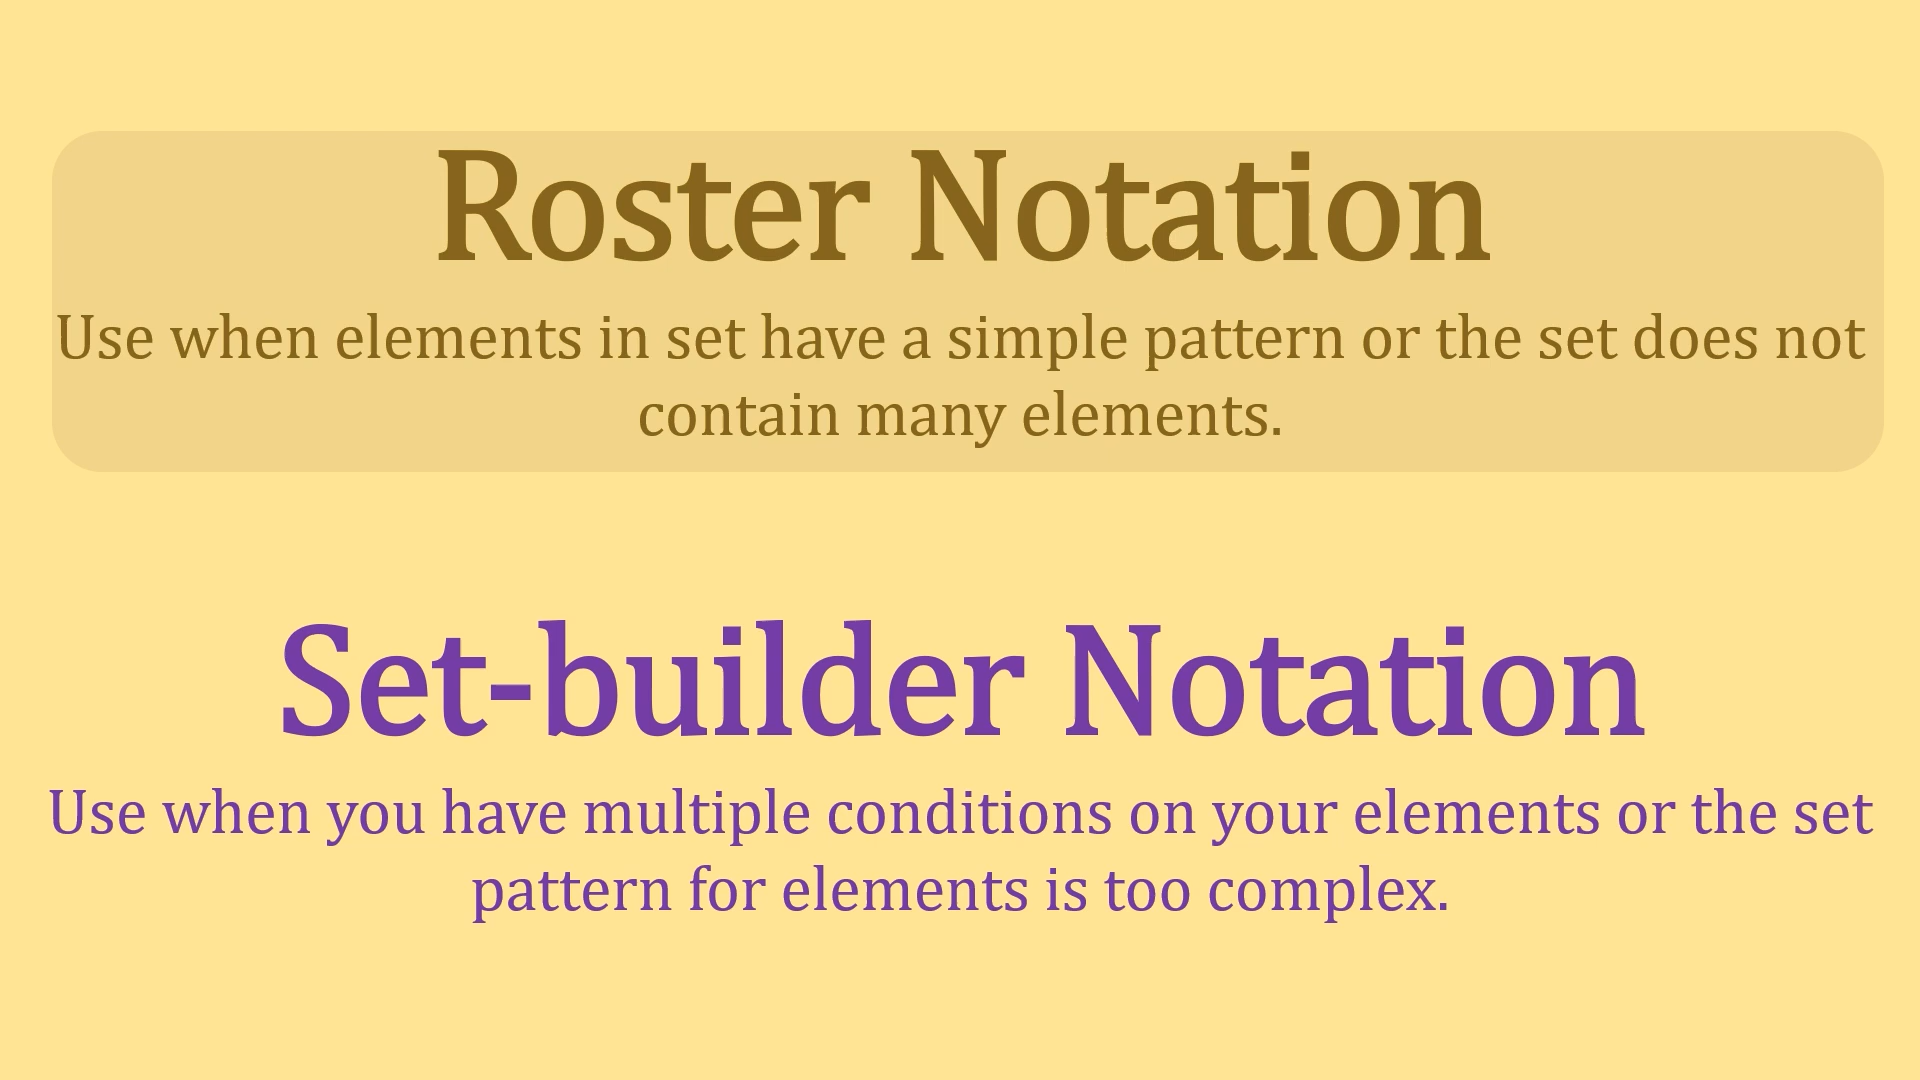 Roster Notation
Use when elements in set have a simple pattern or the set does not
contain many elements.
Set-builder Notation
Use when you have multiple conditions on your elements or the set
pattern for elements is too complex.